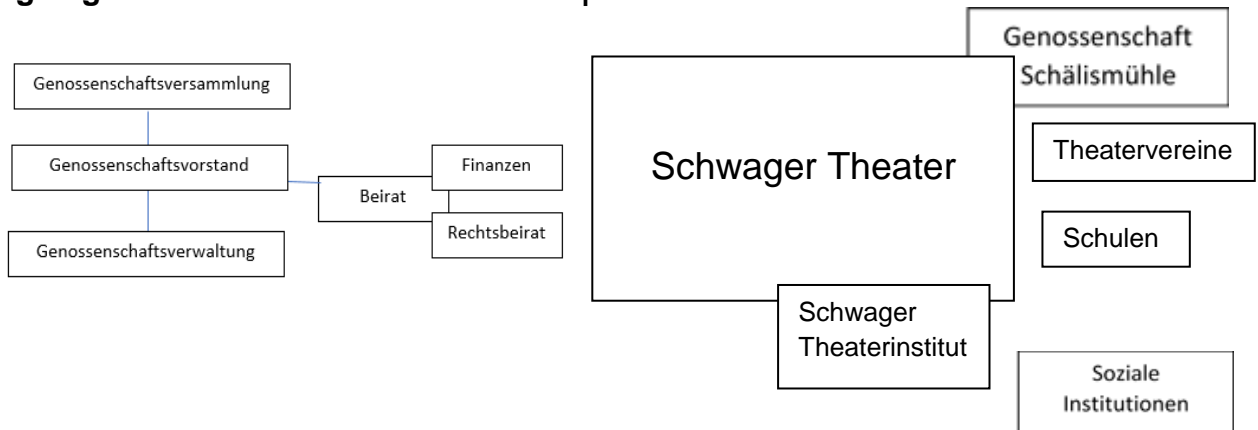 Genossenschaftsversammlung
Genossenschaftsvorstand
Genossenschaftsverwaltung
Beirat
Finanzen
Rechtsbeirat
Schwager Theater
Schwager
Theaterinstitut
Genossenschaft
Schälismühle
Theatervereine
Schulen
Soziale
Institutionen